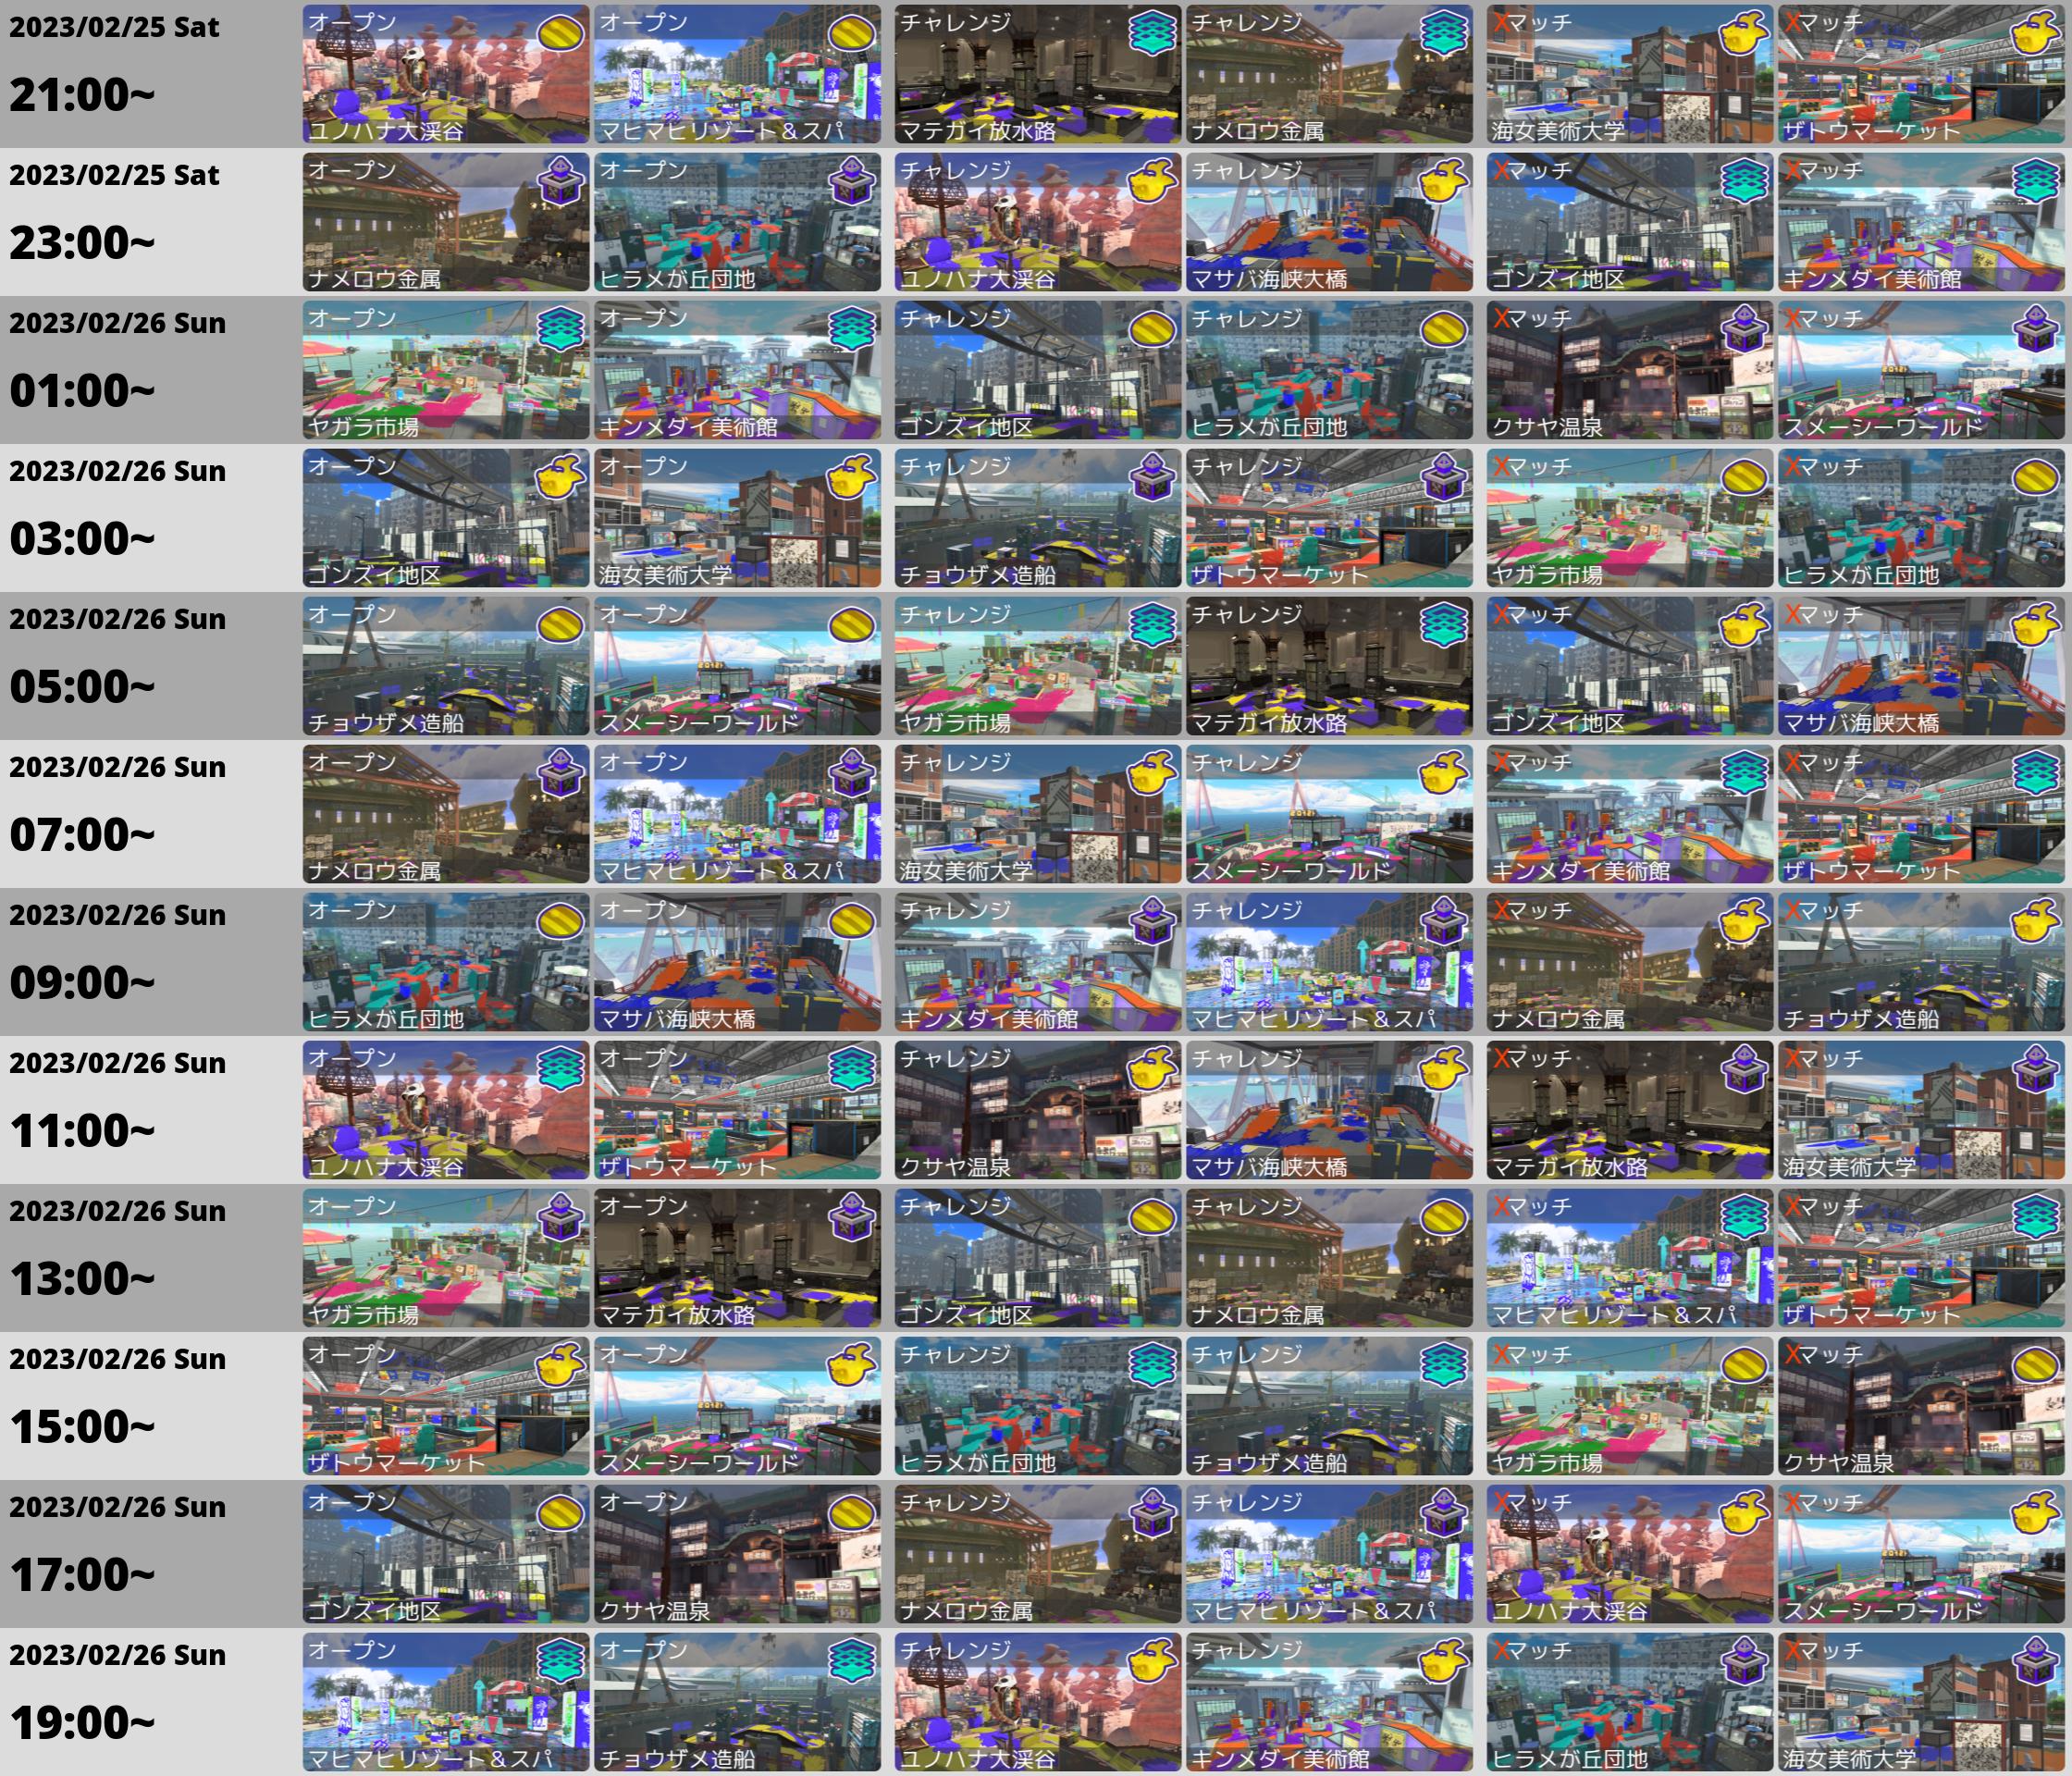 2023/02/25 Sat
21:00~
オープン オープン チャレンジ チャレンジ Xマッチ Xマッチ
ユノハナ大渓谷 マヒマヒリゾート＆スパ マテガイ放水路 ナメロウ金属 海女美術大学 ザトウマーケット
2023/02/25 Sat
23:00~
オープン オープン チャレンジ チャレンジ Xマッチ Xマッチ
ナメロウ金属 ヒラメが丘団地 ユノハナ大渓谷 マサバ海峡大橋 ゴンズイ地区 キンメダイ美術館
2023/02/26 Sun
01:00~
オープン オープン チャレンジ チャレンジ Xマッチ Xマッチ
ヤガラ市場 キンメダイ美術館 ゴンズイ地区 ヒラメが丘団地 クサヤ温泉 スメーシーワールド
2023/02/26 Sun
03:00~
オープン オープン チャレンジ チャレンジ Xマッチ Xマッチ
ゴンズイ地区 海女美術大学 チョウザメ造船 ザトウマーケット ヤガラ市場 ヒラメが丘団地
2023/02/26 Sun
05:00~
オープン オープン チャレンジ チャレンジ Xマッチ Xマッチ
チョウザメ造船 スメーシーワールド ヤガラ市場 マテガイ放水路 ゴンズイ地区 マサバ海峡大橋
2023/02/26 Sun
07:00~
オープン オープン チャレンジ チャレンジ Xマッチ Xマッチ
ナメロウ金属 マヒマヒリゾート＆スパ 海女美術大学 スメーシーワールド キンメダイ美術館 ザトウマーケット
2023/02/26 Sun
09:00~
オープン オープン チャレンジ チャレンジ Xマッチ Xマッチ
ヒラメが丘団地 マサバ海峡大橋 キンメダイ美術館 マヒマヒリゾート＆スパ ナメロウ金属 チョウザメ造船
2023/02/26 Sun
11:00~
オープン オープン チャレンジ チャレンジ Xマッチ Xマッチ
ユノハナ大渓谷 ザトウマーケット クサヤ温泉 マサバ海峡大橋 マテガイ放水路 海女美術大学
2023/02/26 Sun
13:00~
オープン オープン チャレンジ チャレンジ Xマッチ Xマッチ
ヤガラ市場 マテガイ放水路 ゴンズイ地区 ナメロウ金属 マヒマヒリゾート＆スパ ザトウマーケット
2023/02/26 Sun
15:00~
オープン オープン チャレンジ チャレンジ Xマッチ Xマッチ
ザトウマーケット スメーシーワールド ヒラメが丘団地 チョウザメ造船 ヤガラ市場 クサヤ温泉
2023/02/26 Sun
17:00~
オープン オープン チャレンジ チャレンジ Xマッチ Xマッチ
ゴンズイ地区 クサヤ温泉 ナメロウ金属 マヒマヒリゾート＆スパ ユノハナ大渓谷 スメーシーワールド
2023/02/26 Sun
19:00~
オープン オープン チャレンジ チャレンジ Xマッチ Xマッチ
マヒマヒリゾート＆スパ チョウザメ造船 ユノハナ大渓谷 キンメダイ美術館 ヒラメが丘団地 海女美術大学